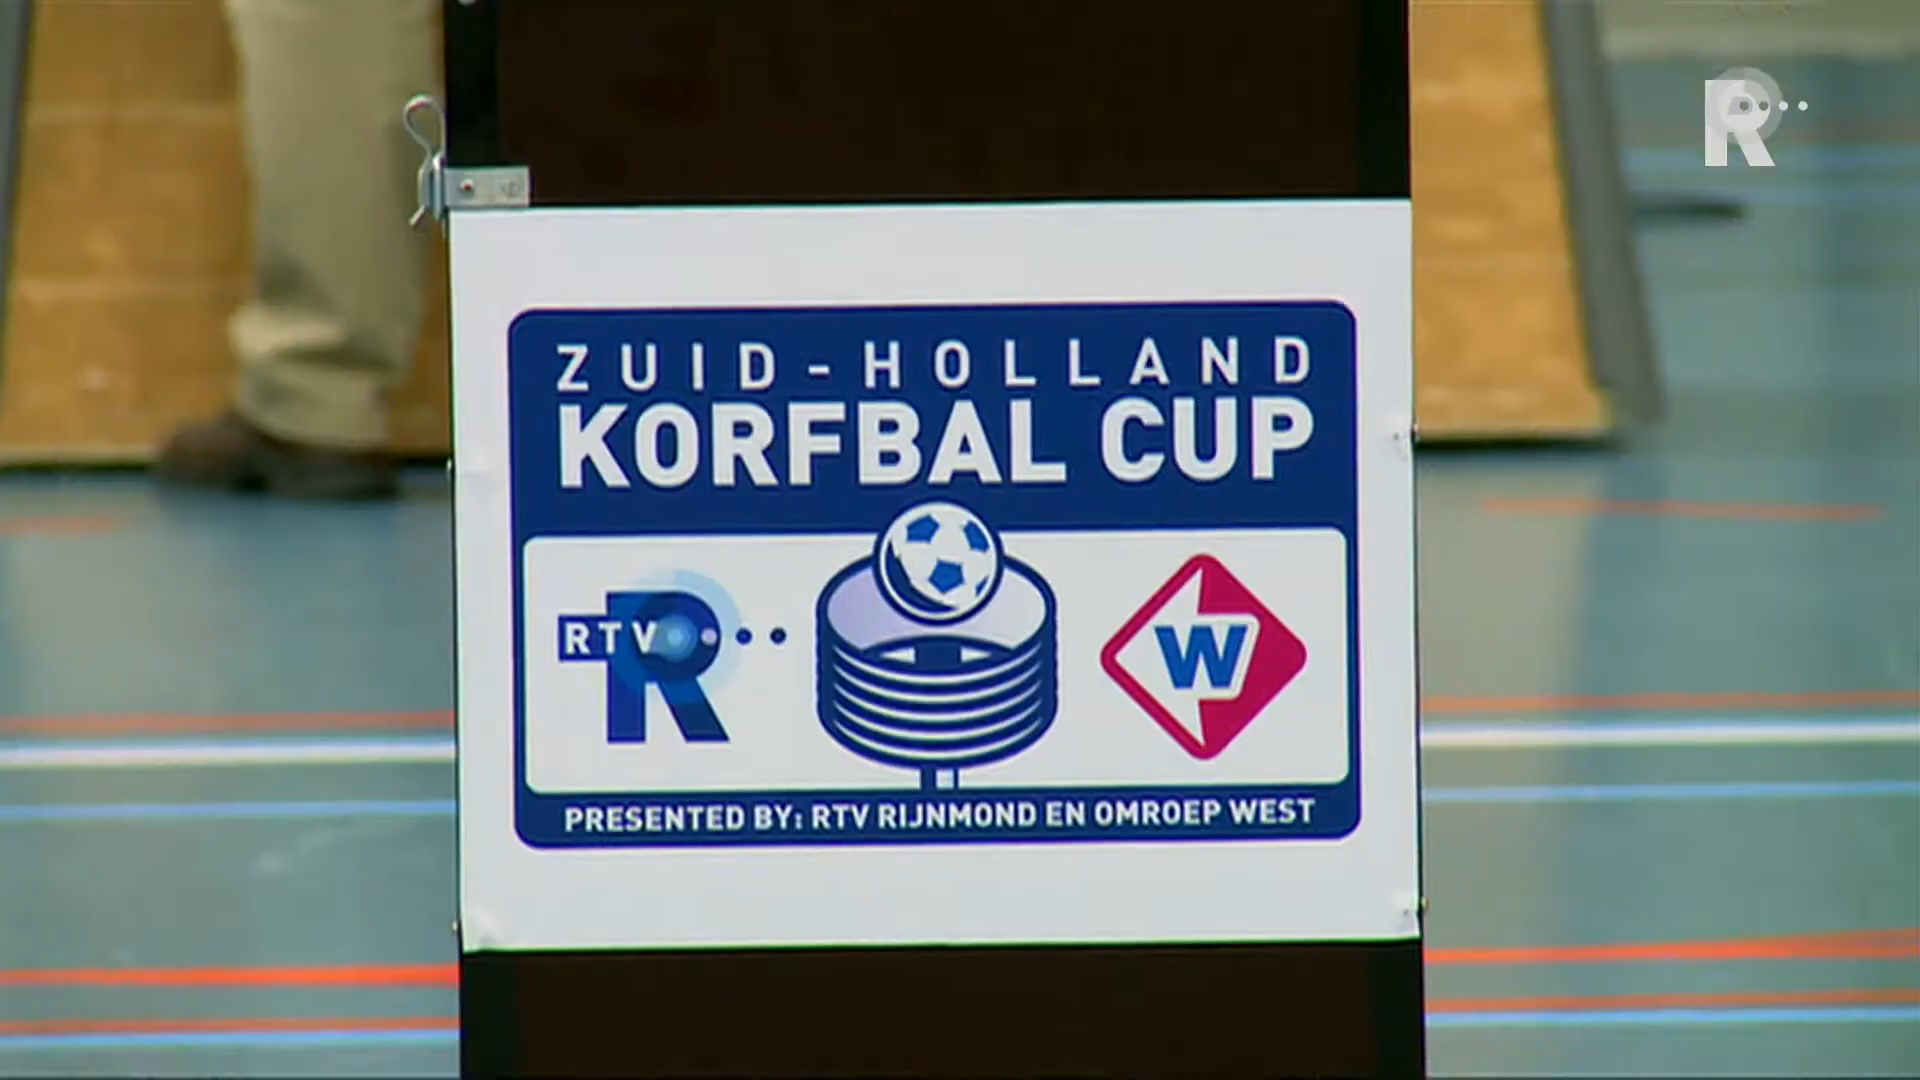 R
ZUID-HOLLAND
KORFBAL CUP
RTV R
W
PRESENTED BY: RTV RIJNMOND EN OMROEP WEST